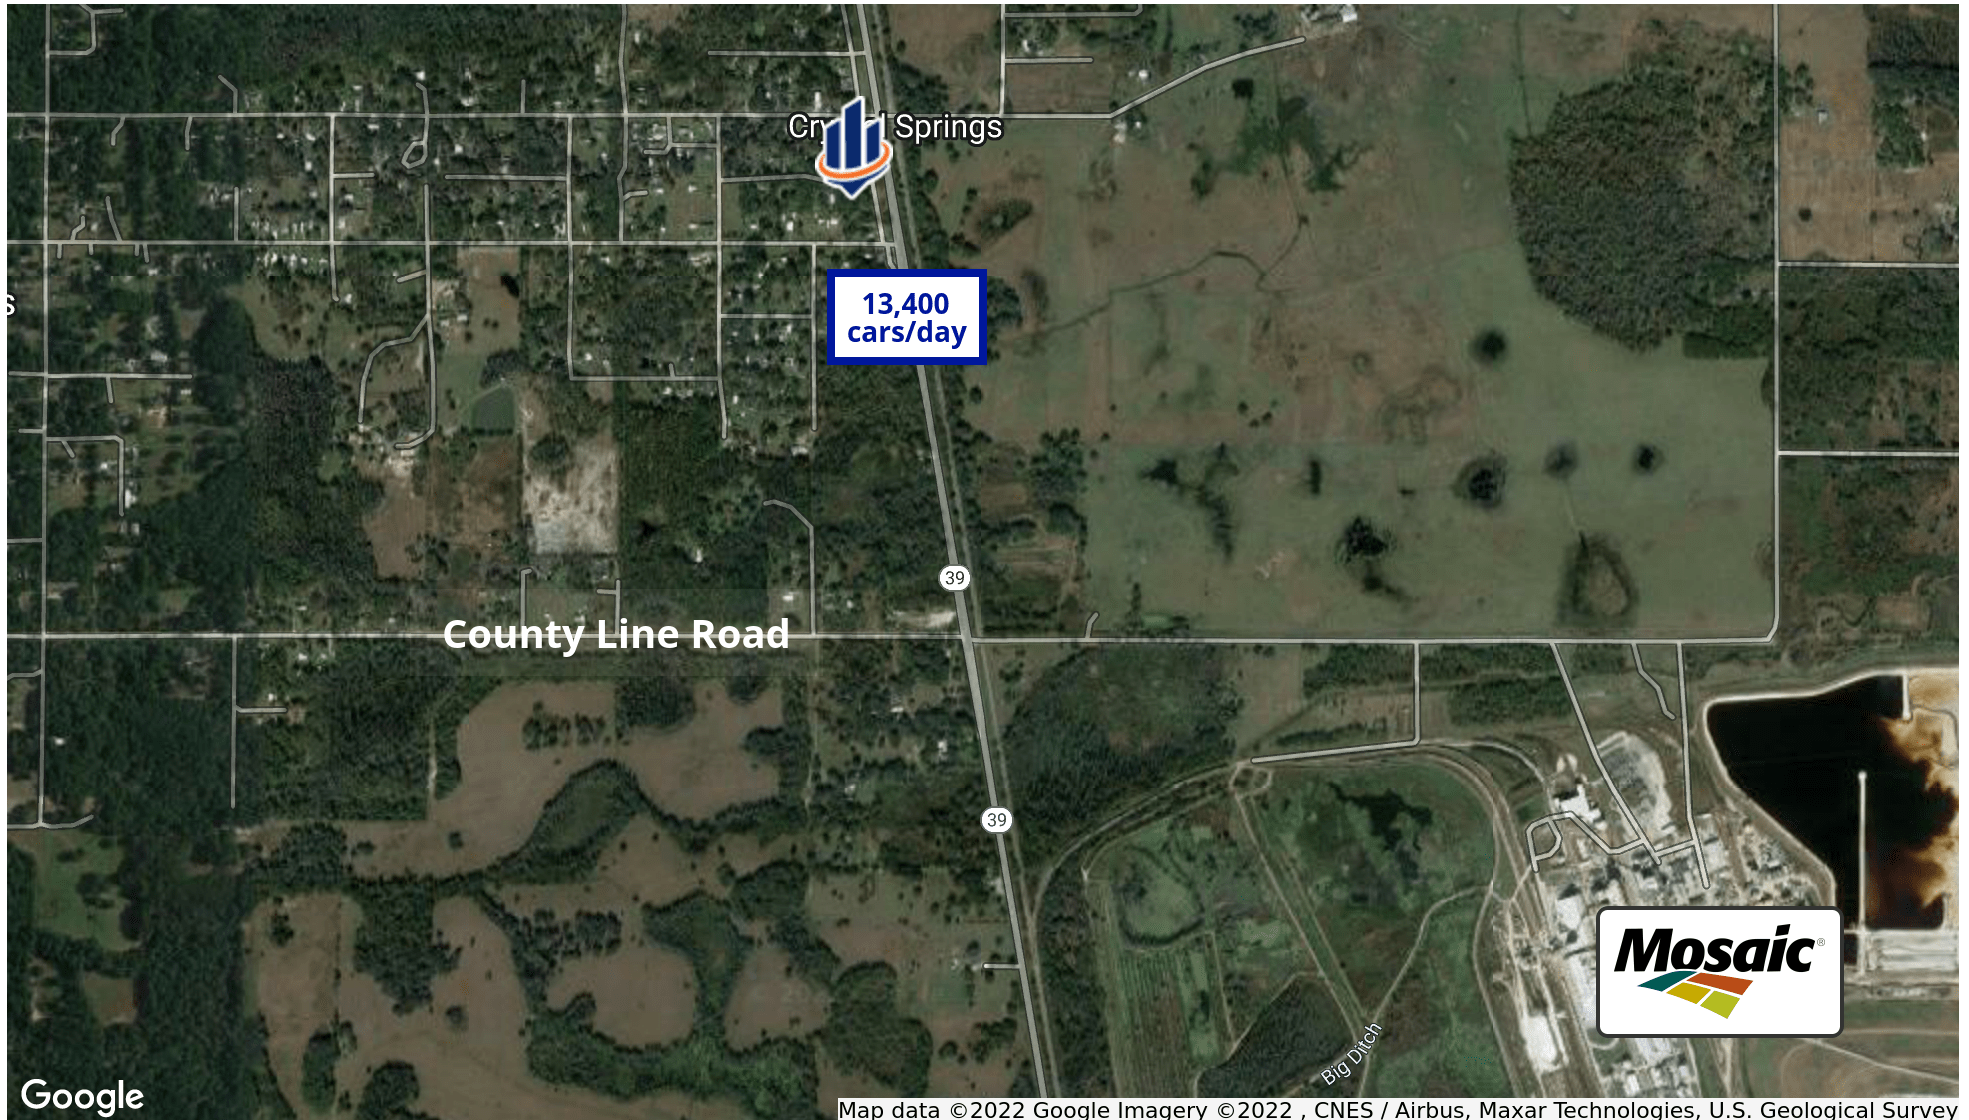 Crystal Springs
13,400
cars/day
s
39
County Line Road
39
Mosaic®
Big Ditch
Google
Map data ©2022 Google Imagery ©2022 , CNES / Airbus, Maxar Technologies, U.S. Geological Survey